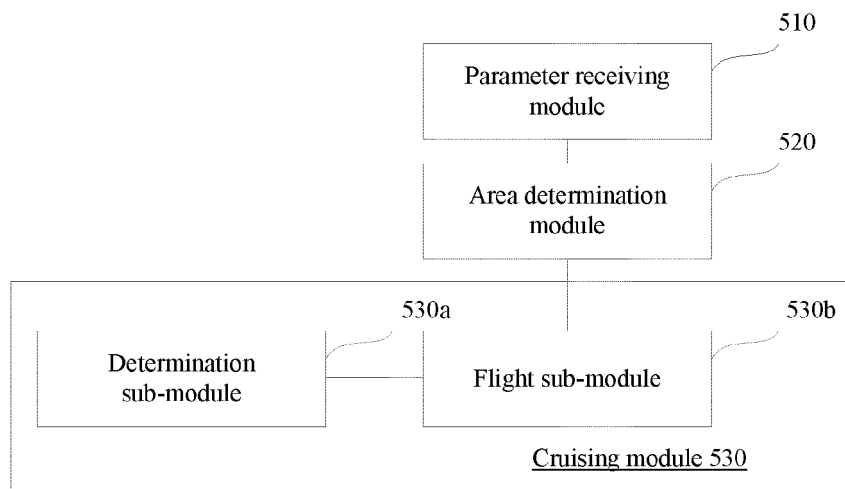 510
Parameter receiving
module
520
Area determination
module
530a
530b
Determination
sub-module
Flight sub-module
Cruising module 530